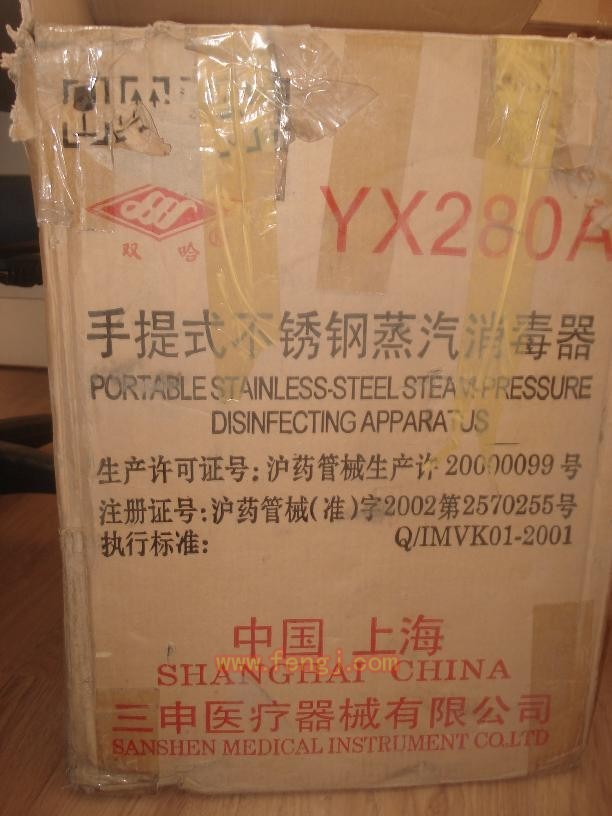 双哈
YX280A
手提式不锈钢蒸汽消毒器
PORTABLE STAINLESS-STEEL STEAM-PRESSURE
DISINFECTING APPARATUS
生产许可证号：沪药管械生产许 20000099 号
注册证号：沪药管械(准)字2002第2570255号
执行标准： Q/IMVK01-2001
中国 上海
www.fengj.com
SHANGHAI CHINA
三申医疗器械有限公司
SANSHEN MEDICAL INSTRUMENT CO.LTD